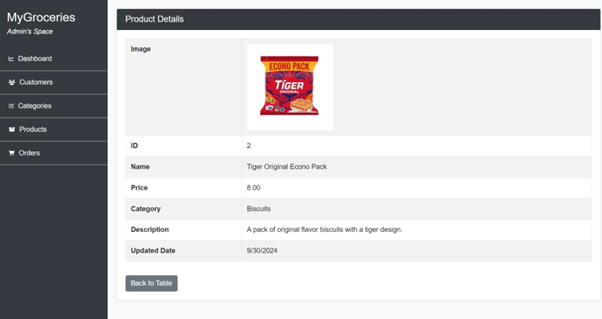 MyGroceries
Admin's Space
Dashboard
Customers
Categories
Products
Orders
Product Details
Image
ECONO PACK
TIGER
ORIGINAL
ID 2
Name Tiger Original Econo Pack
Price 8.00
Category Biscuits
Description A pack of original flavor biscuits with a tiger design.
Updated Date 9/30/2024
Back to Table